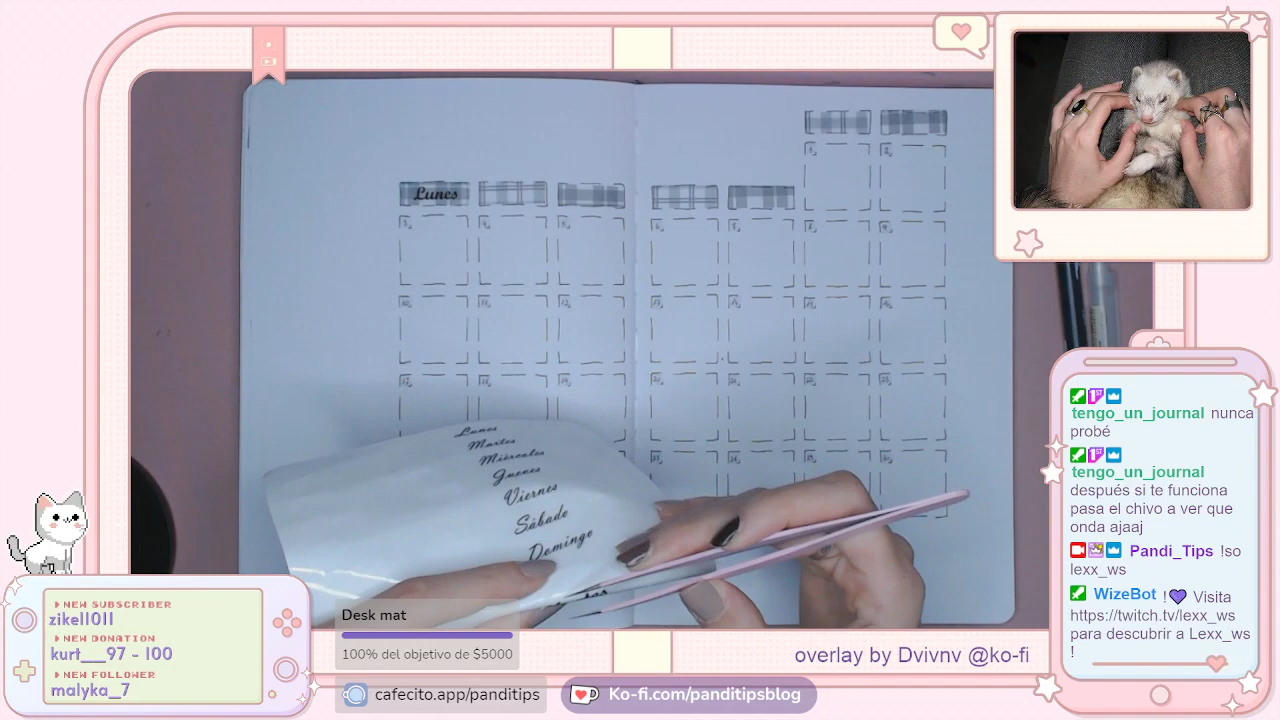 Lunes
Lunes
Martes
Miércoles
Jueves
Viernes
Sábado
Domingo
tengo_un_journal nunca
probé
tengo_un_journal
después si te funciona
pasa el chivo a ver que
onda ajaaj
Pandi_Tips !so
lexx_ws
WizeBot !💜 Visita
https://twitch.tv/lexx_ws
para descubrir a Lexx_ws
!
NEW SUBSCRIBER
zikel1011
NEW DONATION
kurt___97 - 100
NEW FOLLOWER
malyka_7
Desk mat
100% del objetivo de $5000
overlay by Dvivnv @ko-fi
cafecito.app/panditips
Ko-fi.com/panditipsblog